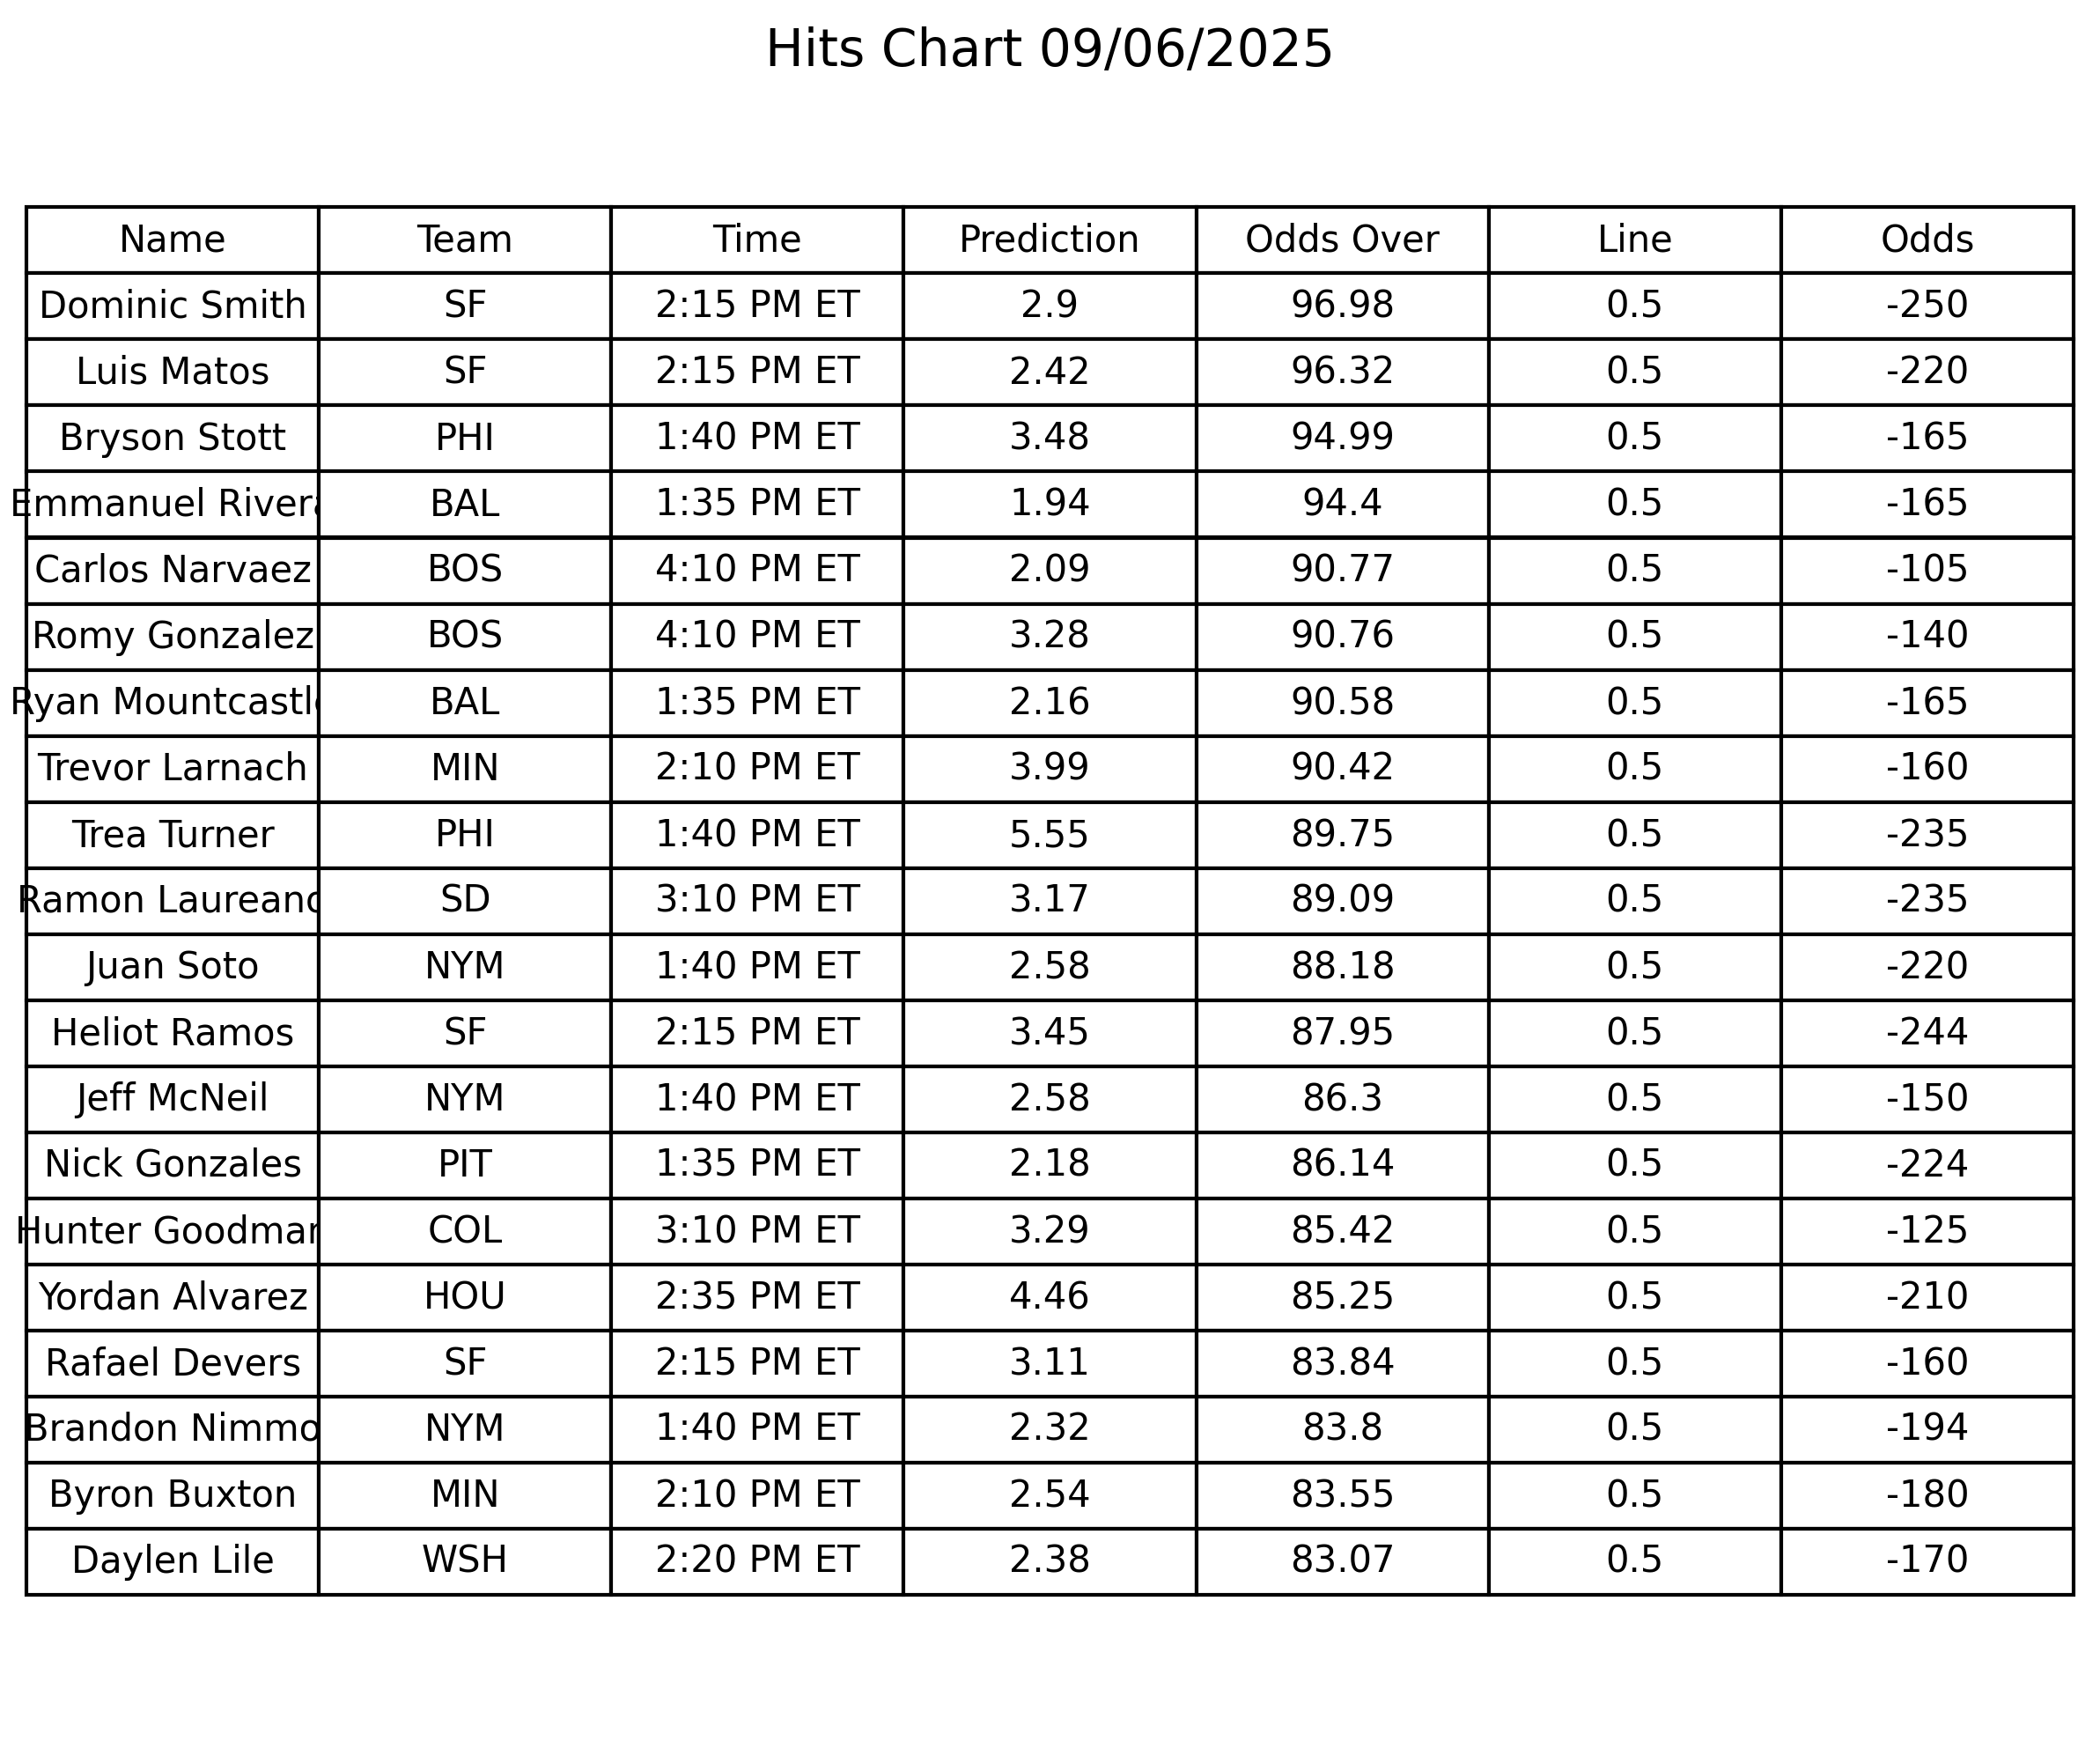 Hits Chart 09/06/2025
Name Team Time Prediction Odds Over Line Odds
Dominic Smith SF 2:15 PM ET 2.9 96.98 0.5 -250
Luis Matos SF 2:15 PM ET 2.42 96.32 0.5 -220
Bryson Stott PHI 1:40 PM ET 3.48 94.99 0.5 -165
Emmanuel Rivera BAL 1:35 PM ET 1.94 94.4 0.5 -165
Carlos Narvaez BOS 4:10 PM ET 2.09 90.77 0.5 -105
Romy Gonzalez BOS 4:10 PM ET 3.28 90.76 0.5 -140
Ryan Mountcastle BAL 1:35 PM ET 2.16 90.58 0.5 -165
Trevor Larnach MIN 2:10 PM ET 3.99 90.42 0.5 -160
Trea Turner PHI 1:40 PM ET 5.55 89.75 0.5 -235
Ramon Laureano SD 3:10 PM ET 3.17 89.09 0.5 -235
Juan Soto NYM 1:40 PM ET 2.58 88.18 0.5 -220
Heliot Ramos SF 2:15 PM ET 3.45 87.95 0.5 -244
Jeff McNeil NYM 1:40 PM ET 2.58 86.3 0.5 -150
Nick Gonzales PIT 1:35 PM ET 2.18 86.14 0.5 -224
Hunter Goodman COL 3:10 PM ET 3.29 85.42 0.5 -125
Yordan Alvarez HOU 2:35 PM ET 4.46 85.25 0.5 -210
Rafael Devers SF 2:15 PM ET 3.11 83.84 0.5 -160
Brandon Nimmo NYM 1:40 PM ET 2.32 83.8 0.5 -194
Byron Buxton MIN 2:10 PM ET 2.54 83.55 0.5 -180
Daylen Lile WSH 2:20 PM ET 2.38 83.07 0.5 -170